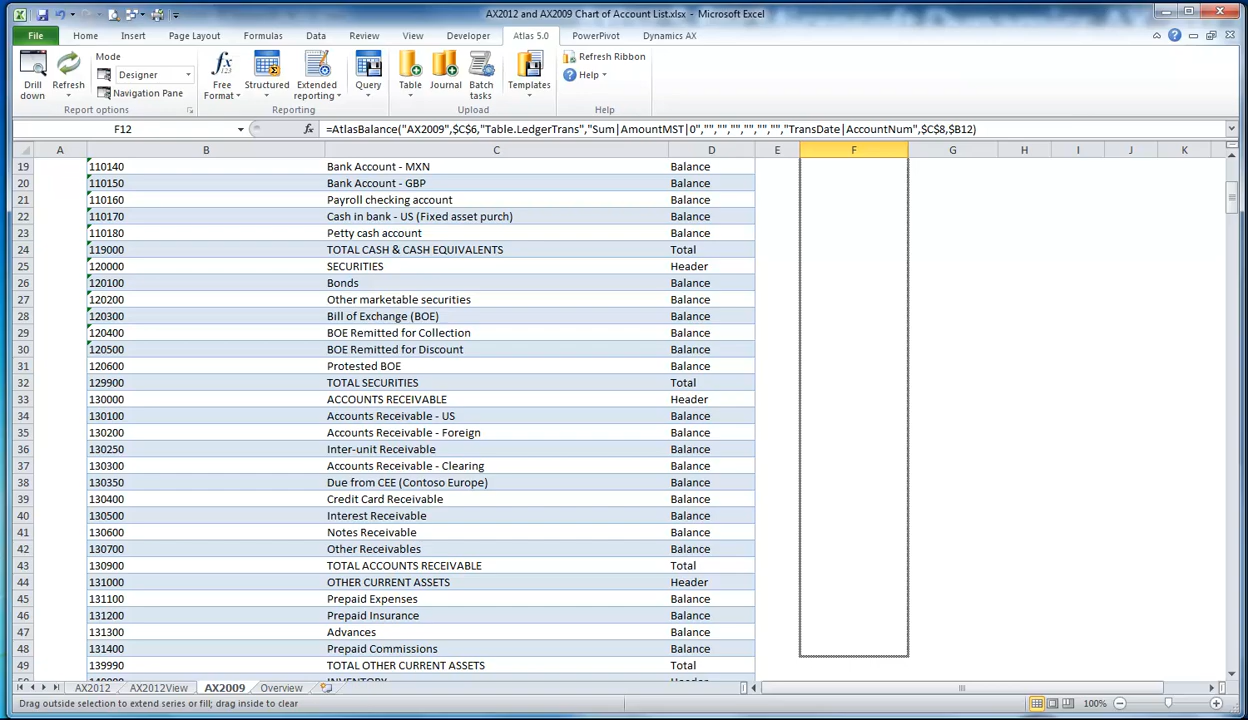 AX2012 and AX2009 Chart of Account List.xlsx - Microsoft Excel
File Home Insert Page Layout Formulas Data Review View Developer Atlas 5.0 PowerPivot Dynamics AX
Drill down
Refresh
Mode
Designer
Navigation Pane
Report options
Free Format
Structured
Extended reporting
Query
Reporting
Table
Journal
Batch tasks
Templates
Upload
Refresh Ribbon
Help
Help
F12 fx =AtlasBalance("AX2009",$C$6,"Table.LedgerTrans","Sum|AmountMST|0","","","","","","","TransDate|AccountNum",$C$8,$B12)
A B C D E F G H I J K
19 110140 Bank Account - MXN Balance
20 110150 Bank Account - GBP Balance
21 110160 Payroll checking account Balance
22 110170 Cash in bank - US (Fixed asset purch) Balance
23 110180 Petty cash account Balance
24 119000 TOTAL CASH & CASH EQUIVALENTS Total
25 120000 SECURITIES Header
26 120100 Bonds Balance
27 120200 Other marketable securities Balance
28 120300 Bill of Exchange (BOE) Balance
29 120400 BOE Remitted for Collection Balance
30 120500 BOE Remitted for Discount Balance
31 120600 Protested BOE Balance
32 129900 TOTAL SECURITIES Total
33 130000 ACCOUNTS RECEIVABLE Header
34 130100 Accounts Receivable - US Balance
35 130200 Accounts Receivable - Foreign Balance
36 130250 Inter-unit Receivable Balance
37 130300 Accounts Receivable - Clearing Balance
38 130350 Due from CEE (Contoso Europe) Balance
39 130400 Credit Card Receivable Balance
40 130500 Interest Receivable Balance
41 130600 Notes Receivable Balance
42 130700 Other Receivables Balance
43 130900 TOTAL ACCOUNTS RECEIVABLE Total
44 131000 OTHER CURRENT ASSETS Header
45 131100 Prepaid Expenses Balance
46 131200 Prepaid Insurance Balance
47 131300 Advances Balance
48 131400 Prepaid Commissions Balance
49 139990 TOTAL OTHER CURRENT ASSETS Total
INVENTORY Header
AX2012 AX2012View AX2009 Overview
Drag outside selection to extend series or fill; drag inside to clear 100%